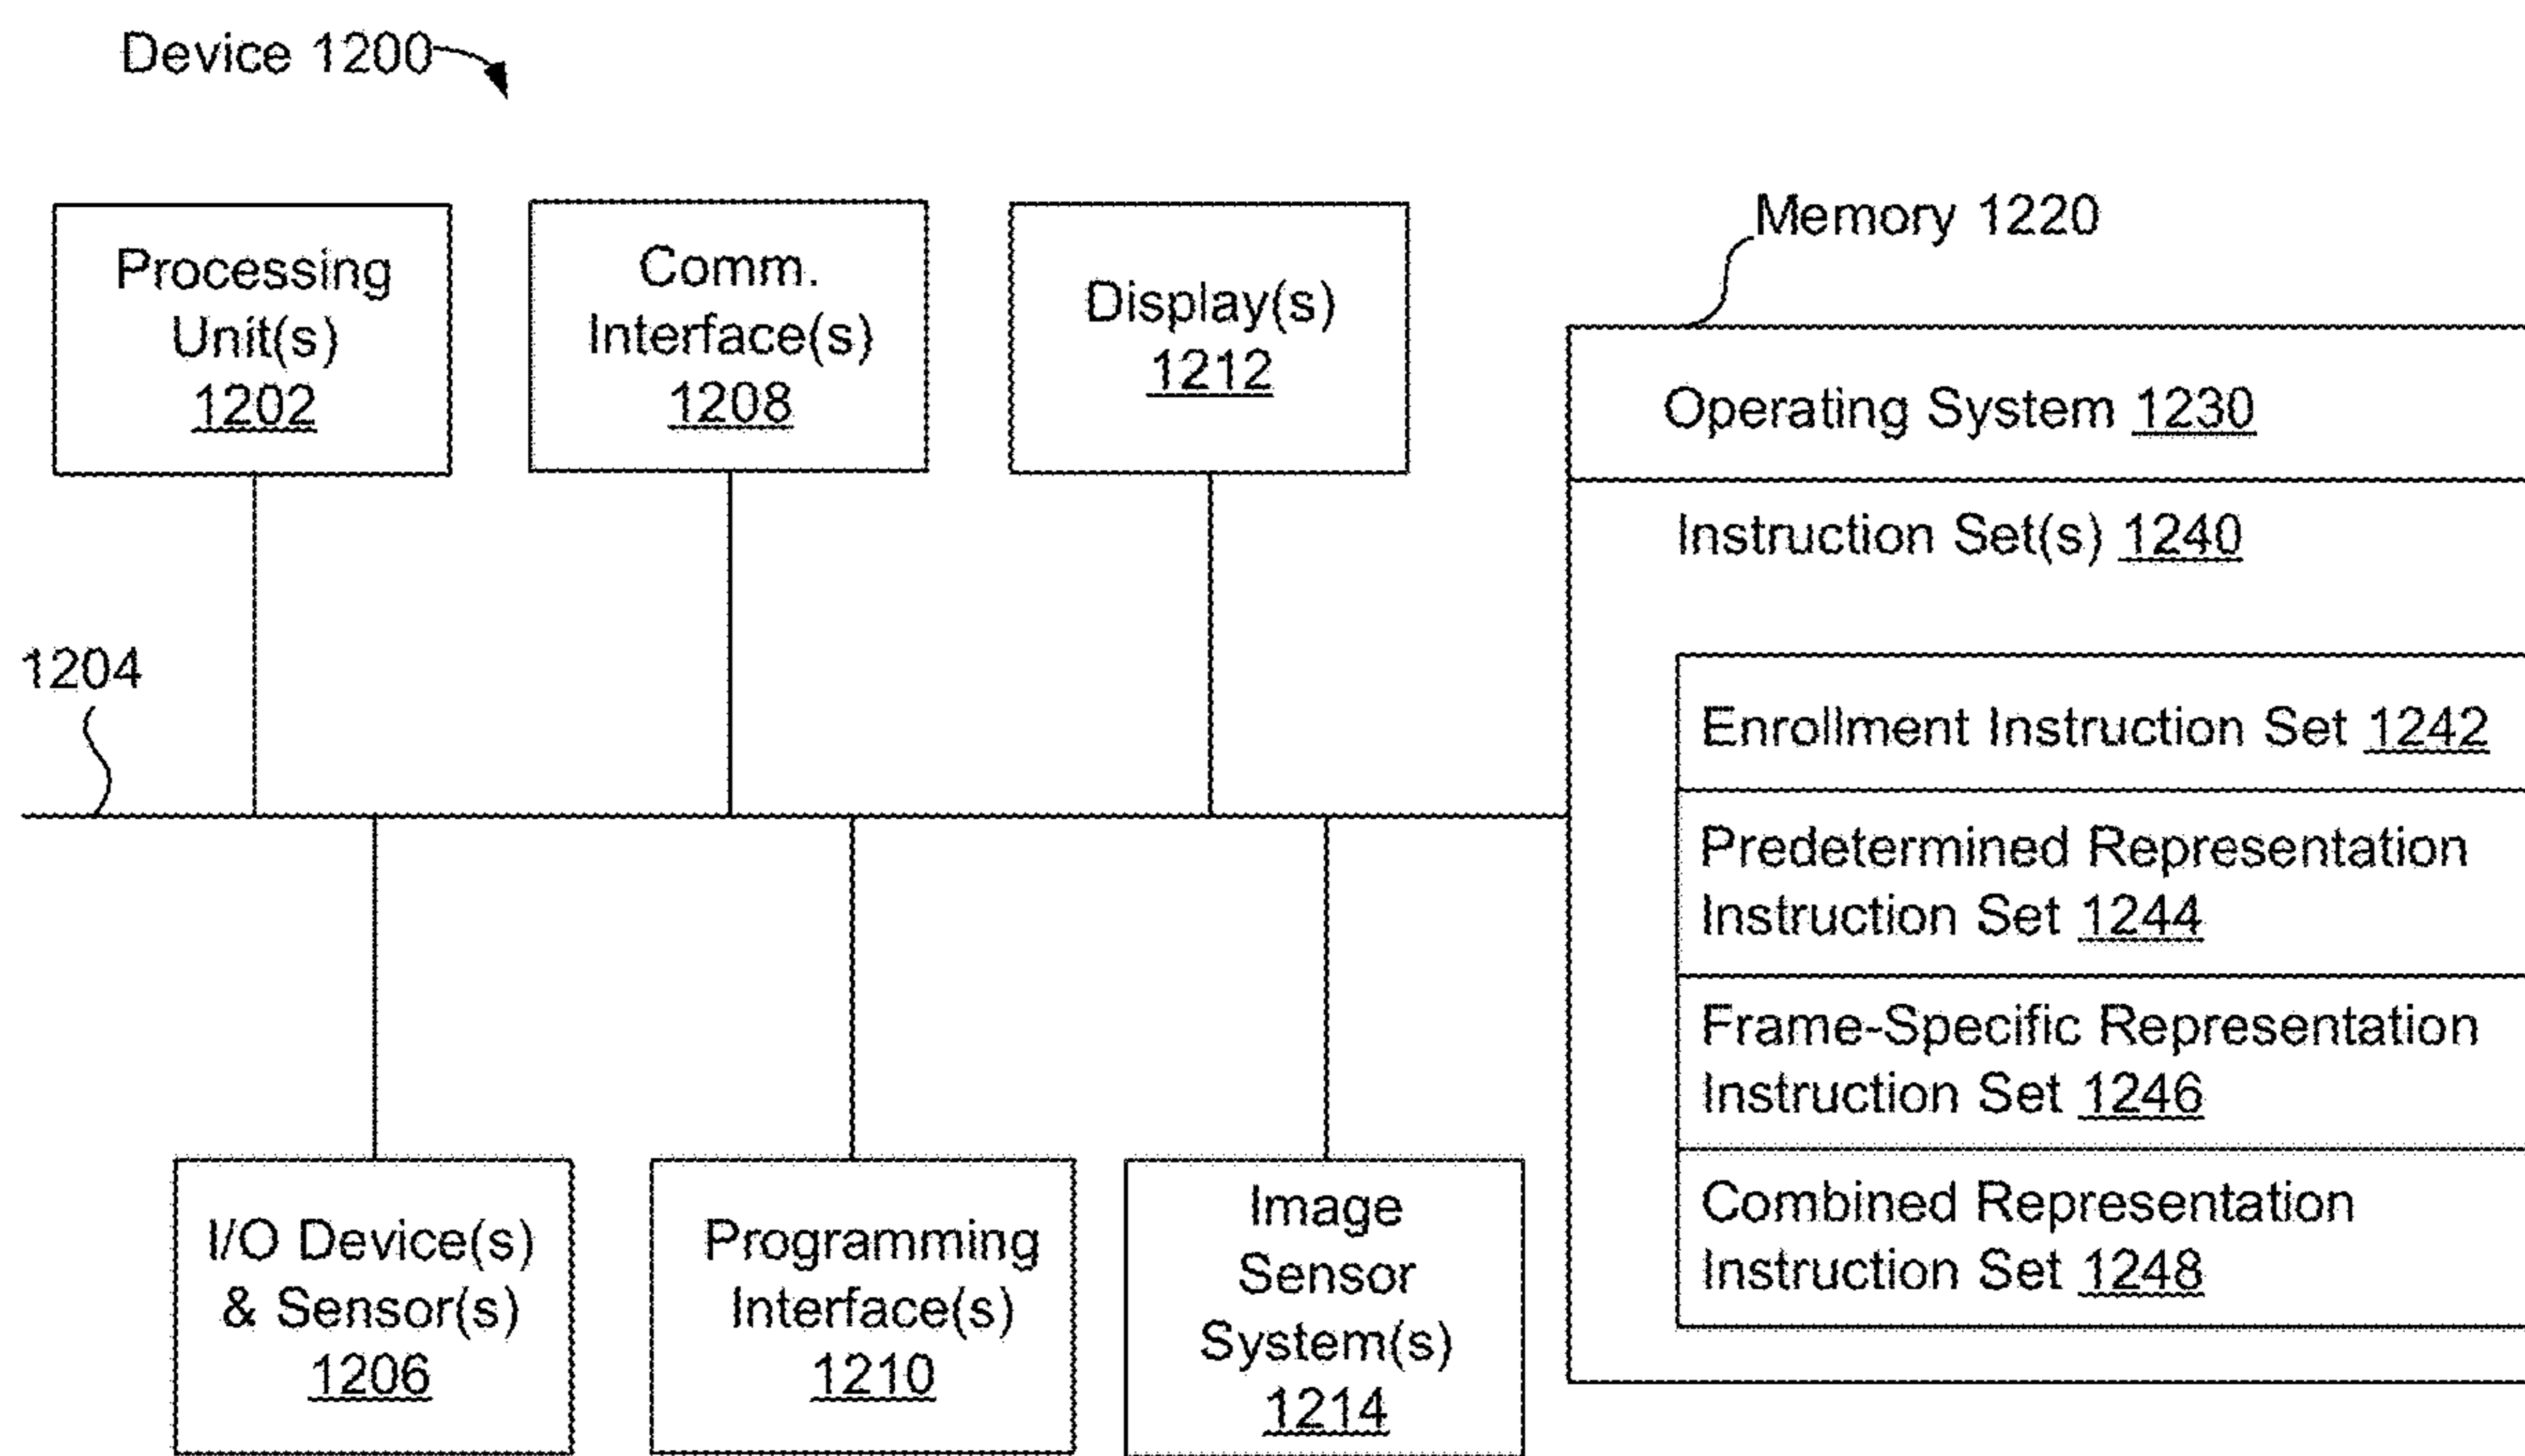 Device 1200
Processing
Unit(s)
1202
Comm.
Interface(s)
1208
Display(s)
1212
Memory 1220
Operating System 1230
Instruction Set(s) 1240
Enrollment Instruction Set 1242
Predetermined Representation
Instruction Set 1244
Frame-Specific Representation
Instruction Set 1246
Combined Representation
Instruction Set 1248
1204
I/O Device(s)
& Sensor(s)
1206
Programming
Interface(s)
1210
Image
Sensor
System(s)
1214